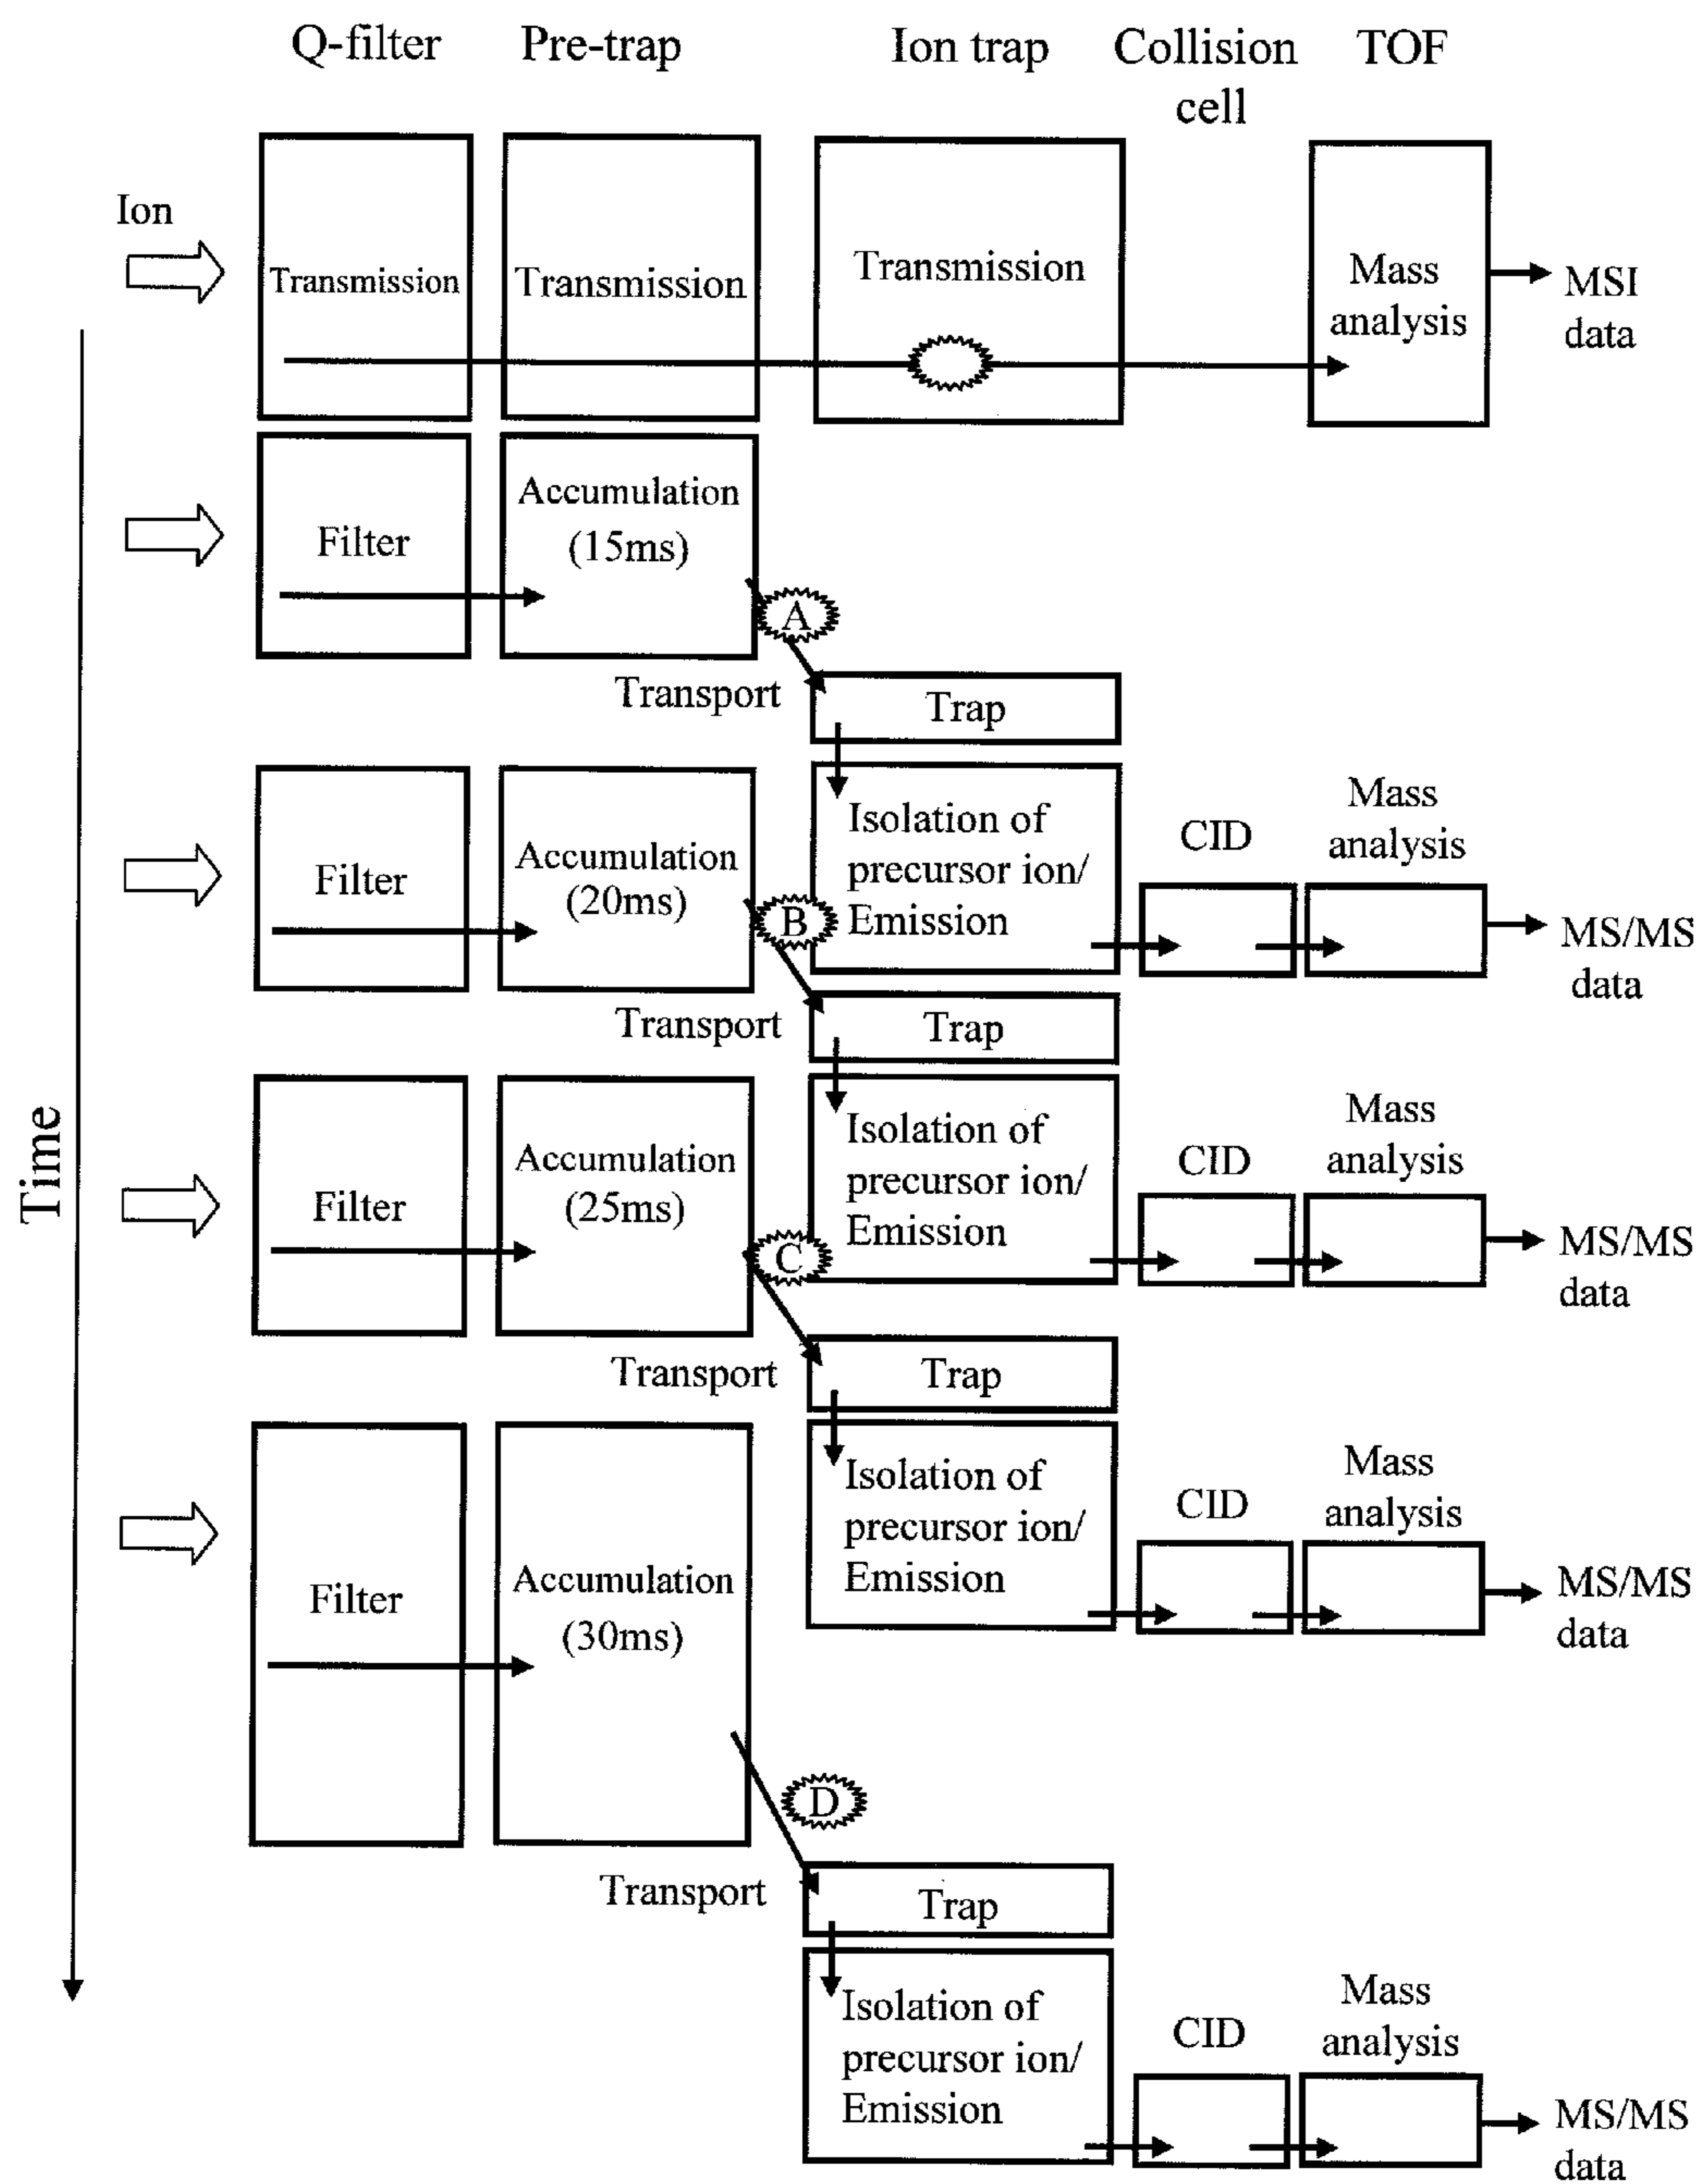 Q-filter
Pre-trap
Ion trap
Collision
cell
TOF
Ion
Transmission
Transmission
Transmission
Mass
analysis
MSI
data
Filter
Accumulation
(15ms)
A
Transport
Trap
Filter
Accumulation
(20ms)
B
Isolation of
precursor ion/
Emission
CID
Mass
analysis
MS/MS
data
Transport
Trap
Time
Filter
Accumulation
(25ms)
C
Isolation of
precursor ion/
Emission
CID
Mass
analysis
MS/MS
data
Transport
Trap
Filter
Accumulation
(30ms)
Isolation of
precursor ion/
Emission
CID
Mass
analysis
MS/MS
data
D
Transport
Trap
Isolation of
precursor ion/
Emission
CID
Mass
analysis
MS/MS
data